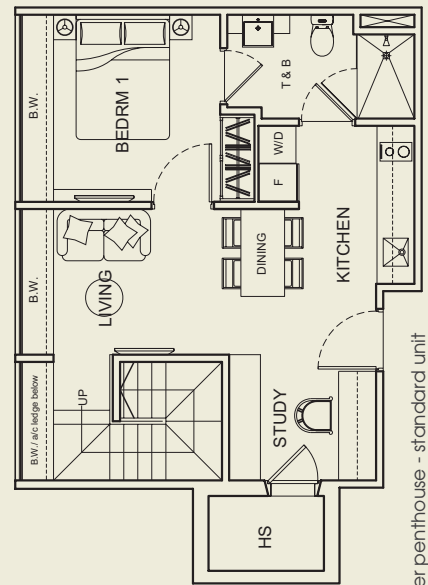 B.W.
BEDRM 1
T & B
W/D
F
B.W.
LIVING
DINING
KITCHEN
B.W./ a/c ledge below
UP
STUDY
HS
er penthouse - standard unit